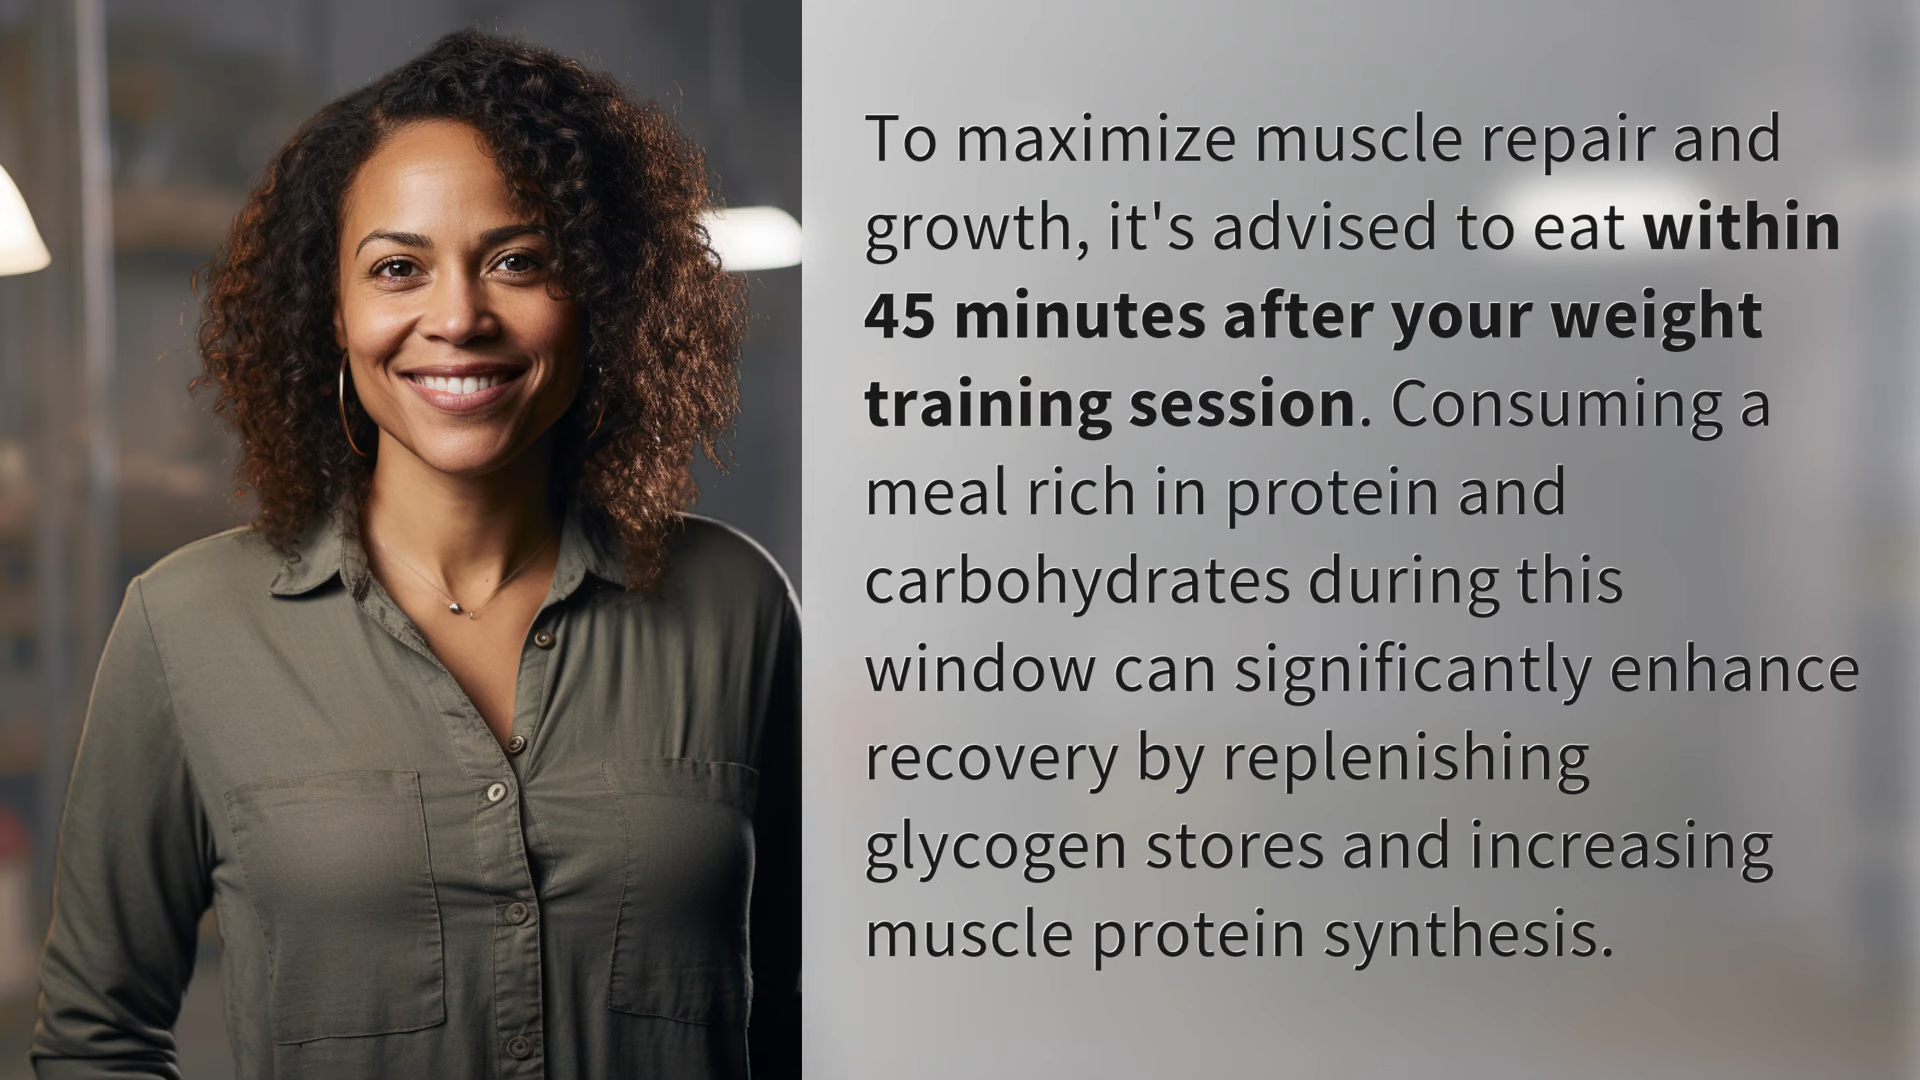 To maximize muscle repair and
growth, it's advised to eat within
45 minutes after your weight
training session. Consuming a
meal rich in protein and
carbohydrates during this
window can significantly enhance
recovery by replenishing
glycogen stores and increasing
muscle protein synthesis.